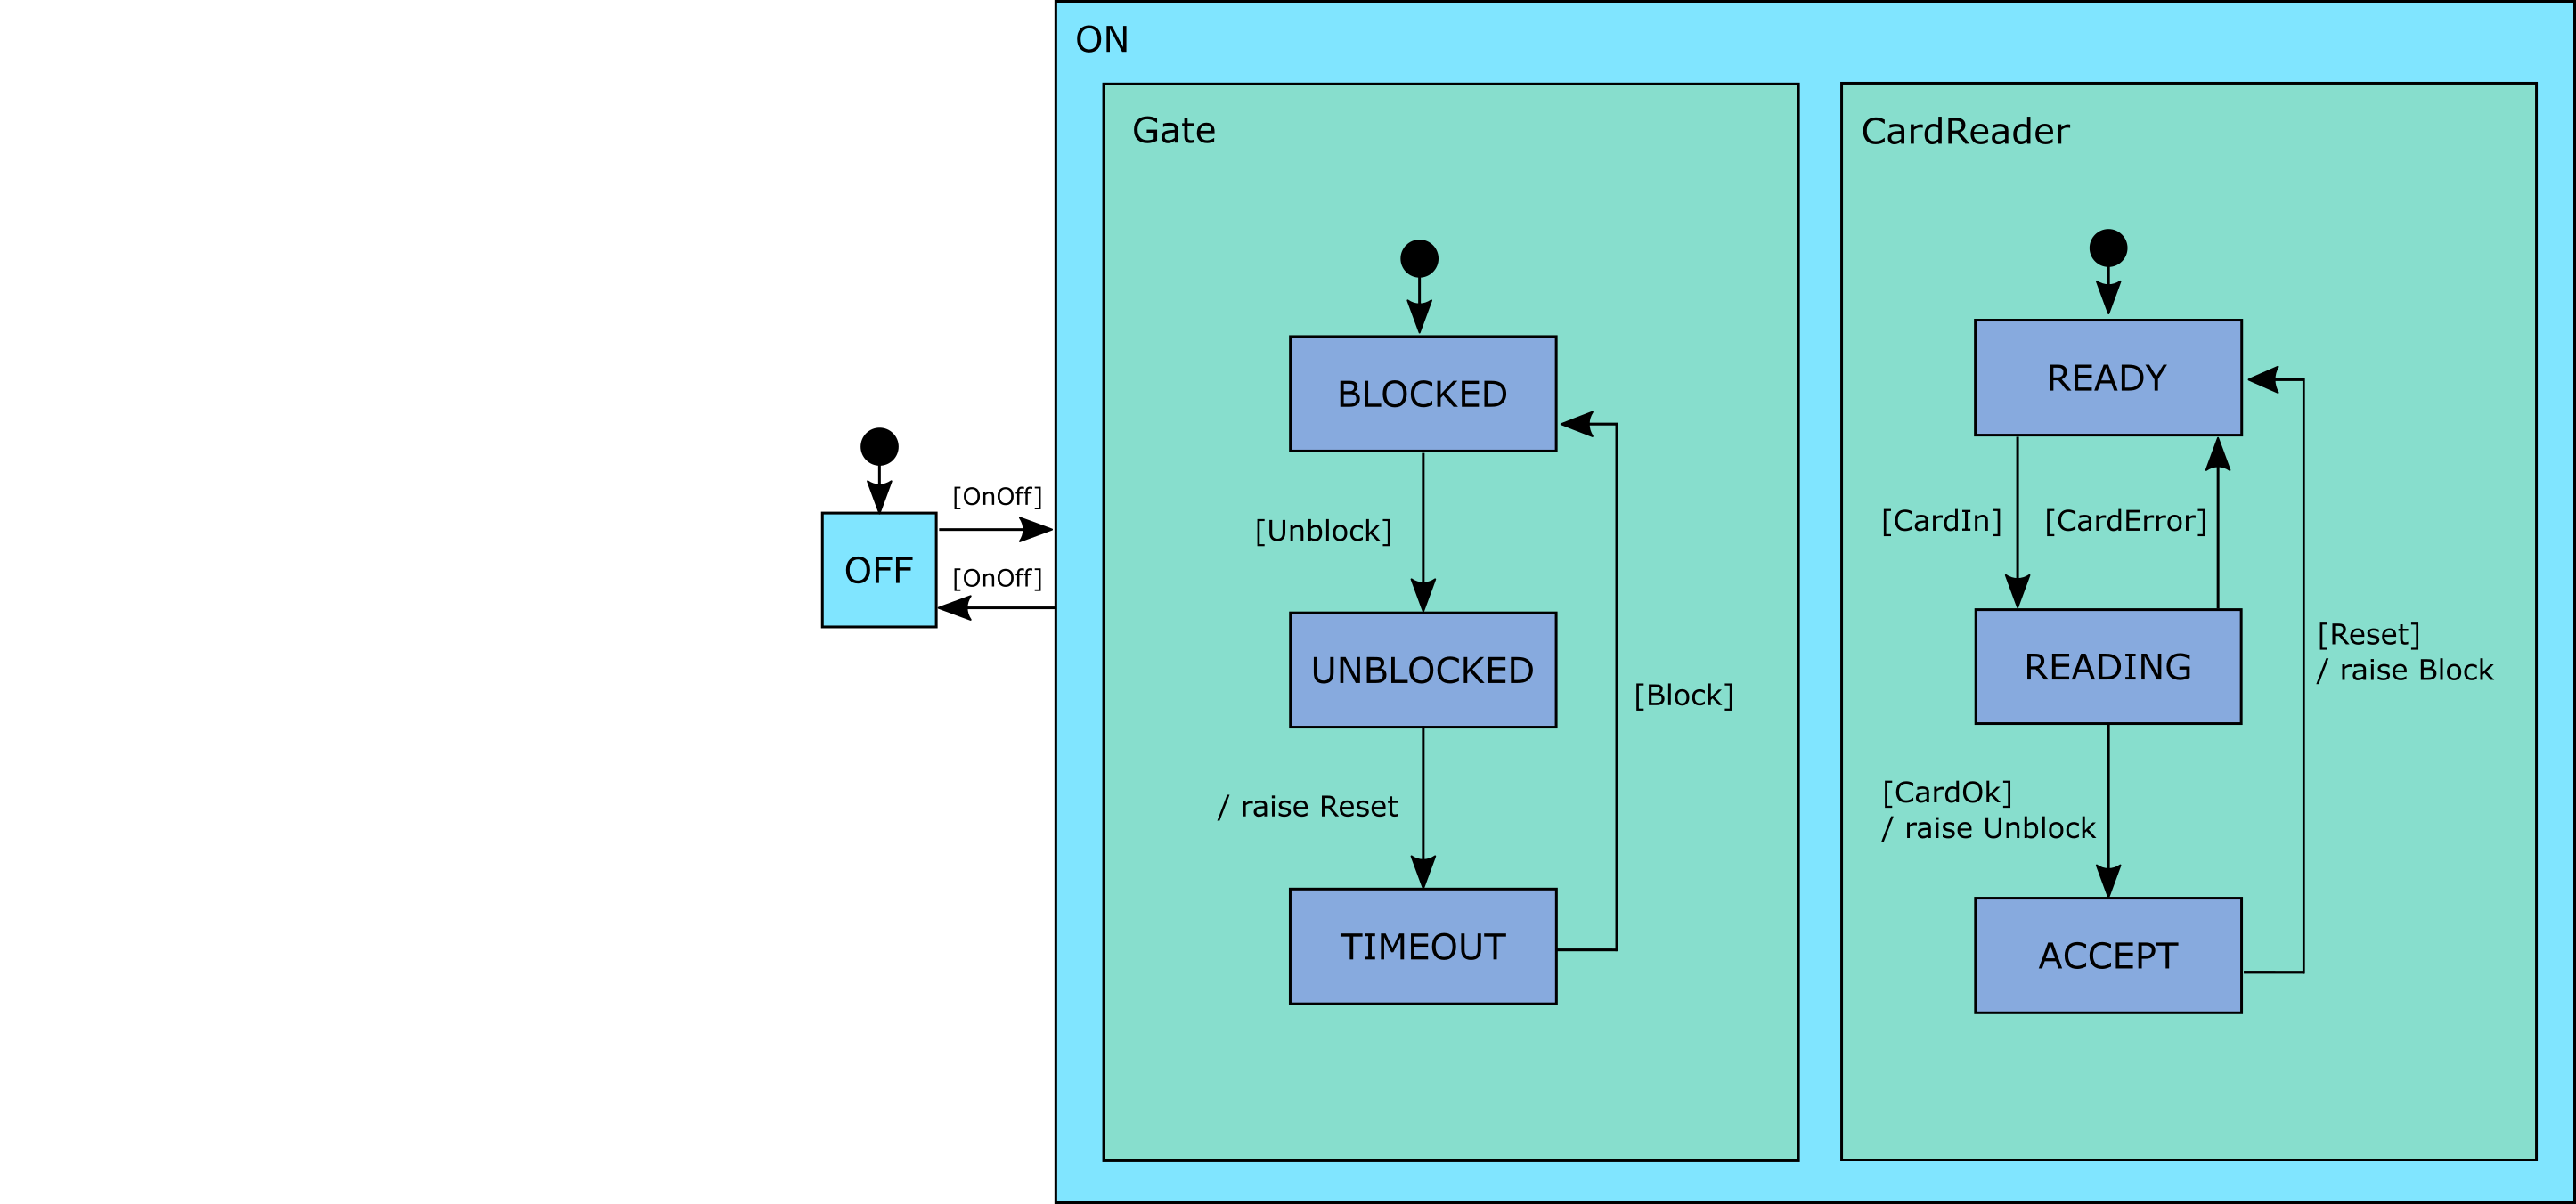 ON
Gate
CardReader
BLOCKED
READY
[OnOff]
OFF
[OnOff]
[Unblock]
[CardIn]
[CardError]
UNBLOCKED
READING
[Block]
[Reset]
/ raise Block
/ raise Reset
[CardOk]
/ raise Unblock
TIMEOUT
ACCEPT